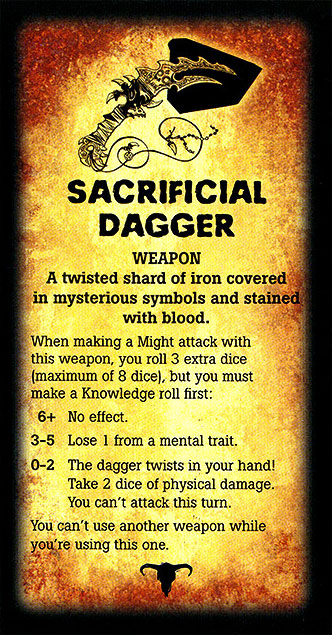 SACRIFICIAL
DAGGER
WEAPON
A twisted shard of iron covered
in mysterious symbols and stained
with blood.
When making a Might attack with
this weapon, you roll 3 extra dice
(maximum of 8 dice), but you must
make a Knowledge roll first:
6+ No effect.
3–5 Lose 1 from a mental trait.
0–2 The dagger twists in your hand!
Take 2 dice of physical damage.
You can't attack this turn.
You can't use another weapon while
you're using this one.